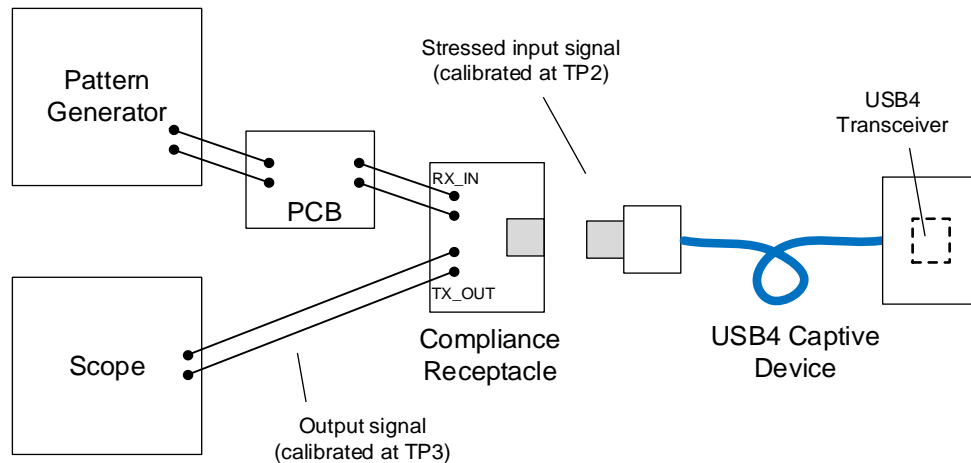 Pattern
Generator
PCB
Stressed input signal
(calibrated at TP2)
USB4
Transceiver
RX_IN
TX_OUT
Compliance
Receptacle
USB4 Captive
Device
Scope
Output signal
(calibrated at TP3)